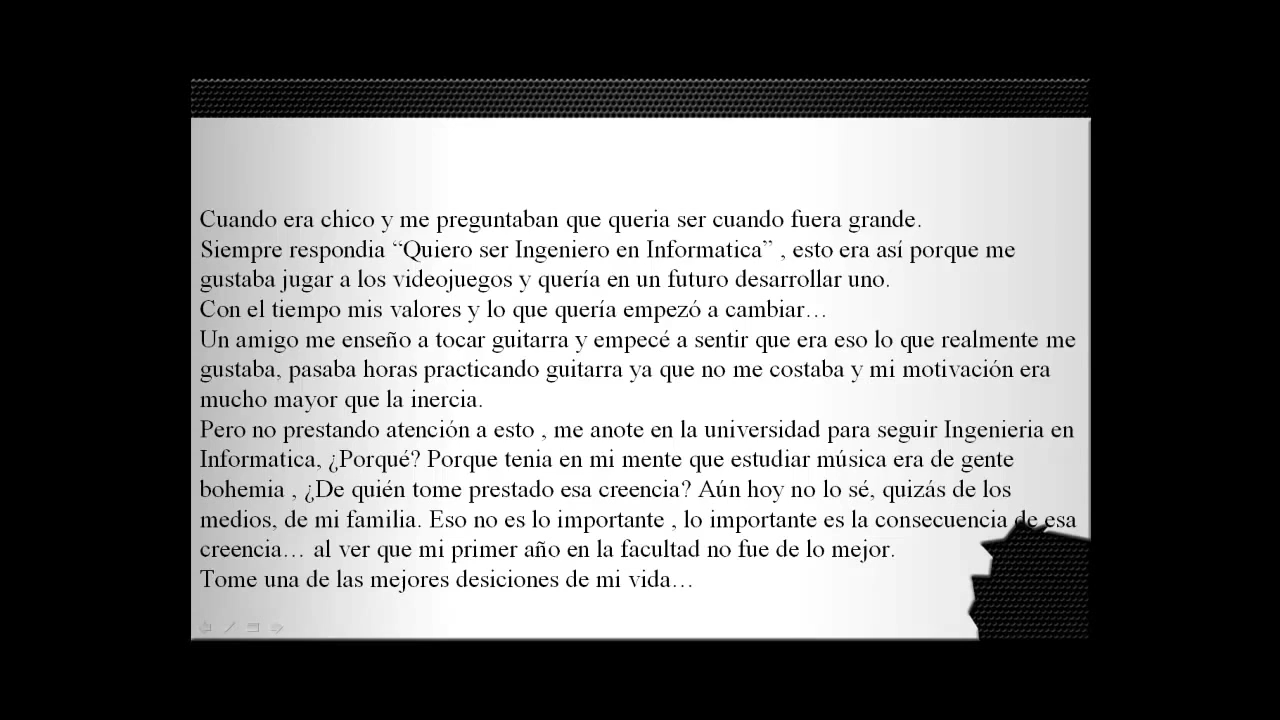 Cuando era chico y me preguntaban que queria ser cuando fuera grande.
Siempre respondia “Quiero ser Ingeniero en Informatica” , esto era así porque me
gustaba jugar a los videojuegos y quería en un futuro desarrollar uno.
Con el tiempo mis valores y lo que quería empezó a cambiar…
Un amigo me enseño a tocar guitarra y empecé a sentir que era eso lo que realmente me
gustaba, pasaba horas practicando guitarra ya que no me costaba y mi motivación era
mucho mayor que la inercia.
Pero no prestando atención a esto , me anote en la universidad para seguir Ingenieria en
Informatica, ¿Porqué? Porque tenia en mi mente que estudiar música era de gente
bohemia , ¿De quién tome prestado esa creencia? Aún hoy no lo sé, quizás de los
medios, de mi familia. Eso no es lo importante , lo importante es la consecuencia de esa
creencia… al ver que mi primer año en la facultad no fue de lo mejor.
Tome una de las mejores desiciones de mi vida…